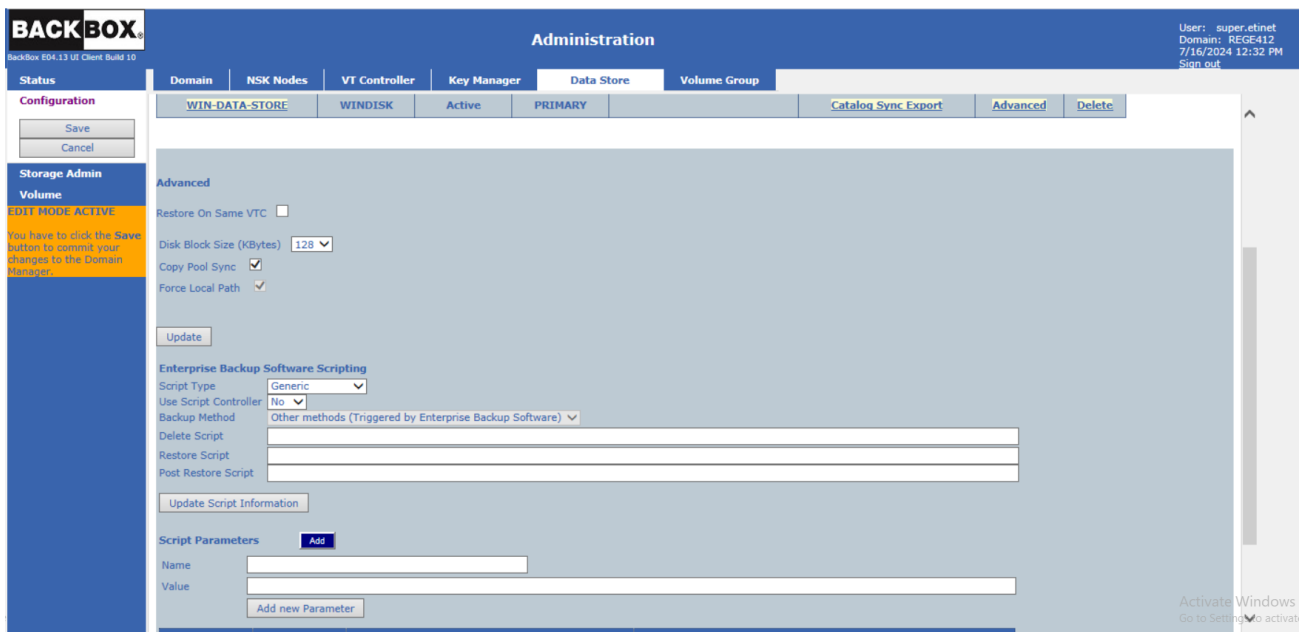 BACKBOX®
BackBox E04.13 UI Client Build 10
Administration
User: super.etinet
Domain: REGE412
7/16/2024 12:32 PM
Sign out
Status
Configuration
Save
Cancel
Storage Admin
Volume
EDIT MODE ACTIVE
You have to click the Save
button to commit your
changes to the Domain
Manager.
Domain NSK Nodes VT Controller Key Manager Data Store Volume Group
WIN-DATA-STORE WINDISK Active PRIMARY Catalog Sync Export Advanced Delete
Advanced
Restore On Same VTC
Disk Block Size (KBytes) 128
Copy Pool Sync
Force Local Path
Update
Enterprise Backup Software Scripting
Script Type Generic
Use Script Controller No
Backup Method Other methods (Triggered by Enterprise Backup Software)
Delete Script
Restore Script
Post Restore Script
Update Script Information
Script Parameters Add
Name
Value
Add new Parameter
Activate Windows
Go to Settings to activat